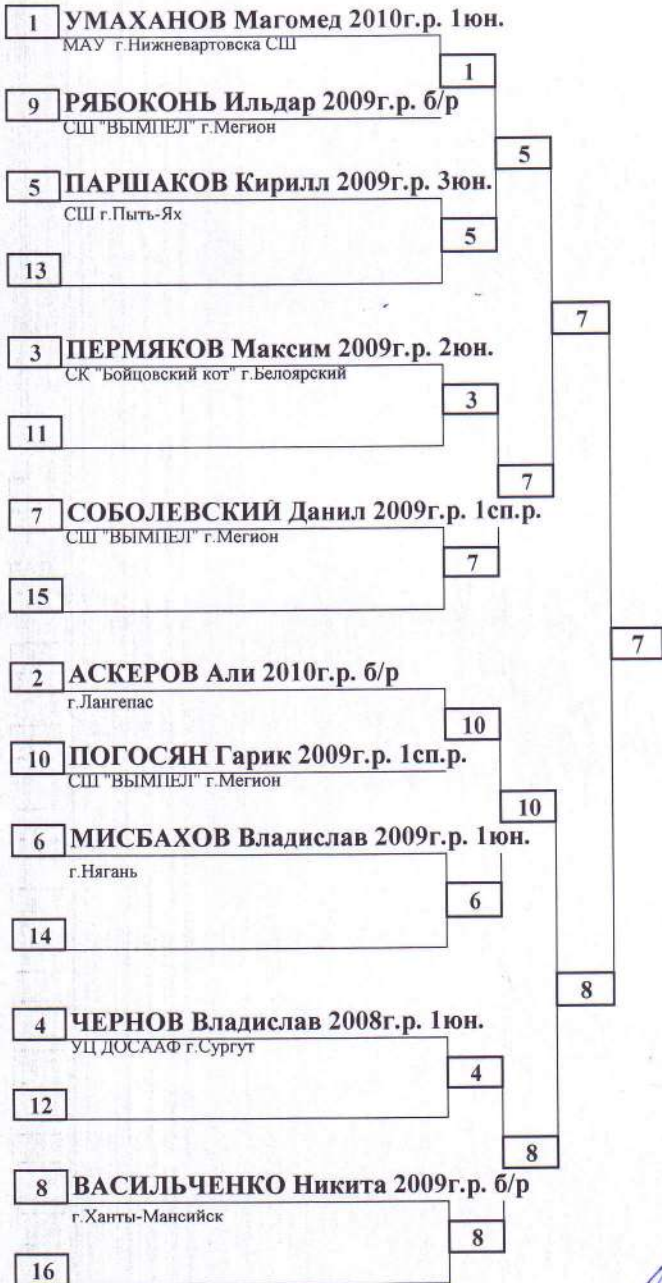 1 УМАХАНОВ Магомед 2010г.р. 1юн.
МАУ г.Нижневартовска СШ
1
9 РЯБОКОНЬ Ильдар 2009г.р. б/р
СШ "ВЫМПЕЛ" г.Мегион
5
5 ПАРШАКОВ Кирилл 2009г.р. 3юн.
СШ г.Пыть-Ях
5
13
7
3 ПЕРМЯКОВ Максим 2009г.р. 2юн.
СК "Бойцовский кот" г.Белоярский
3
11
7
7 СОБОЛЕВСКИЙ Данил 2009г.р. 1сп.р.
СШ "ВЫМПЕЛ" г.Мегион
7
15
7
2 АСКЕРОВ Али 2010г.р. б/р
г.Лангепас
10
10 ПОГОСЯН Гарик 2009г.р. 1сп.р.
СШ "ВЫМПЕЛ" г.Мегион
10
6 МИСБАХОВ Владислав 2009г.р. 1юн.
г.Нягань
6
14
8
4 ЧЕРНОВ Владислав 2008г.р. 1юн.
УЦ ДОСААФ г.Сургут
4
12
8
8 ВАСИЛЬЧЕНКО Никита 2009г.р. б/р
г.Ханты-Мансийск
8
16